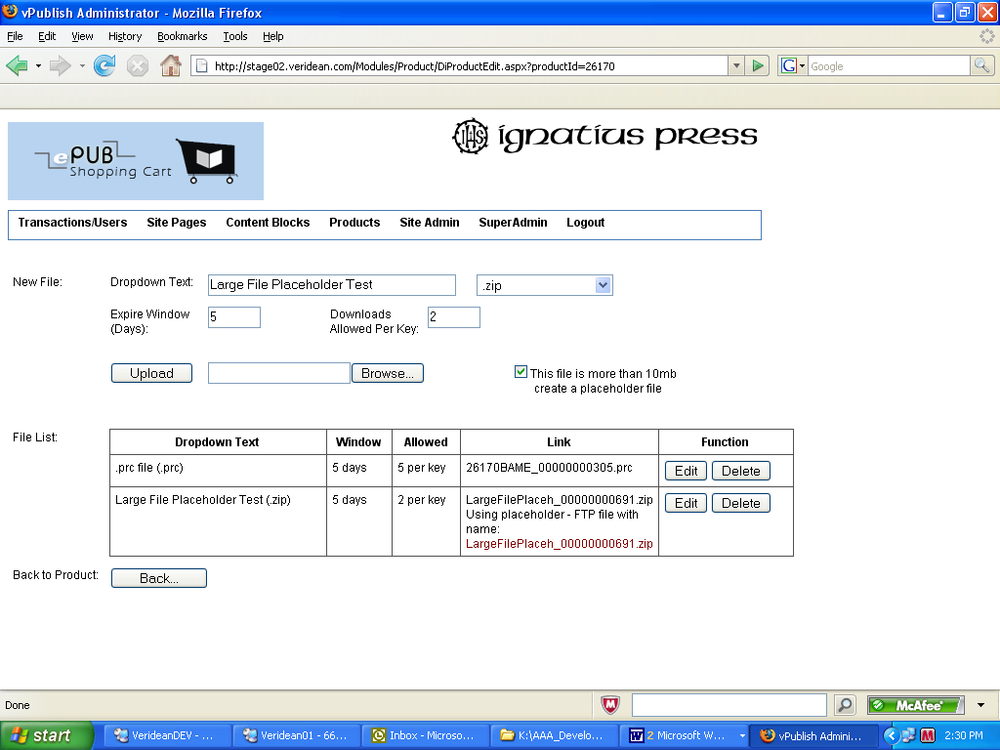 vPublish Administrator - Mozilla Firefox
File Edit View History Bookmarks Tools Help
http://stage02.veridean.com/Modules/Product/DiProductEdit.aspx?productId=26170
G Google
ePUB
Shopping Cart
IHS ignatius press
Transactions/Users Site Pages Content Blocks Products Site Admin SuperAdmin Logout
New File: Dropdown Text: Large File Placeholder Test .zip
Expire Window (Days): 5 Downloads Allowed Per Key: 2
Upload Browse... This file is more than 10mb
create a placeholder file
File List:
Dropdown Text Window Allowed Link Function
.prc file (.prc) 5 days 5 per key 26170BAME_00000000305.prc Edit Delete
Large File Placeholder Test (.zip) 5 days 2 per key LargeFilePlaceh_00000000691.zip Edit Delete
Using placeholder - FTP file with
name:
LargeFilePlaceh_00000000691.zip
Back to Product: Back...
Done McAfee
start VerideanDEV - ... Veridean01 - 66... Inbox - Microso... K:\AAA_Develo... 2 Microsoft W... vPublish Admini... 2:30 PM